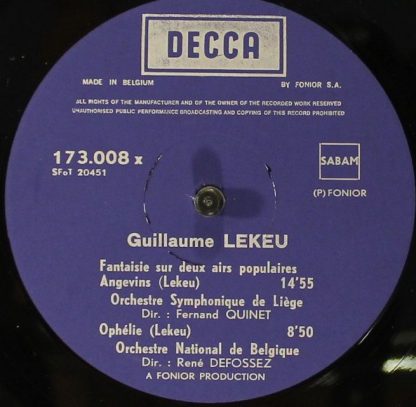 DECCA
MADE IN BELGIUM BY FONIOR S.A.
ALL RIGHTS OF THE MANUFACTURER AND OF THE OWNER OF THE RECORDED WORK RESERVED
UNAUTHORISED PUBLIC PERFORMANCE BROADCASTING AND COPYING OF THIS RECORD PROHIBITED
173.008 x
SFoT 20451
SABAM
(P) FONIOR
Guillaume LEKEU
Fantaisie sur deux airs populaires
Angevins (Lekeu) 14'55
Orchestre Symphonique de Liège
Dir. : Fernand QUINET
Ophélie (Lekeu) 8'50
Orchestre National de Belgique
Dir. : René DEFOSSEZ
A FONIOR PRODUCTION